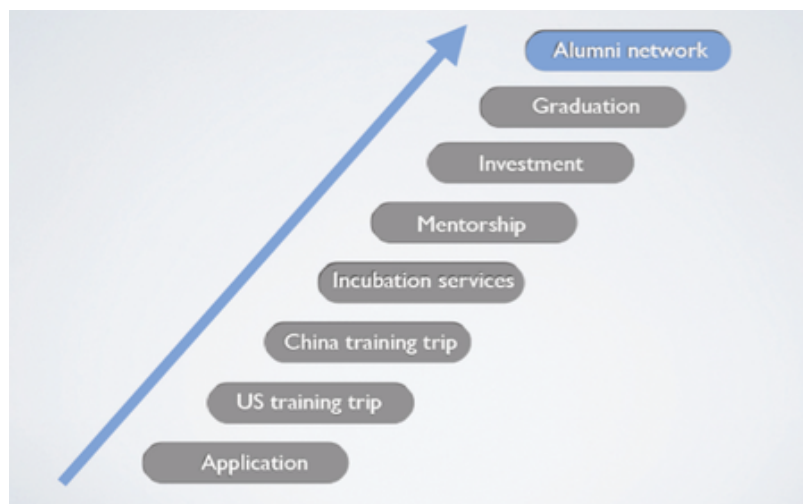 Alumni network
Graduation
Investment
Mentorship
Incubation services
China training trip
US training trip
Application